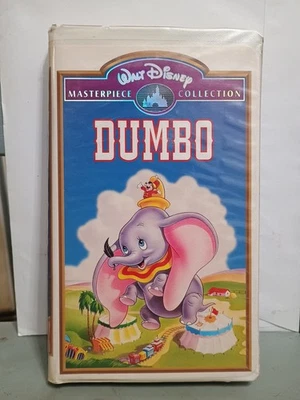 Walt Disney
MASTERPIECE COLLECTION
DUMBO